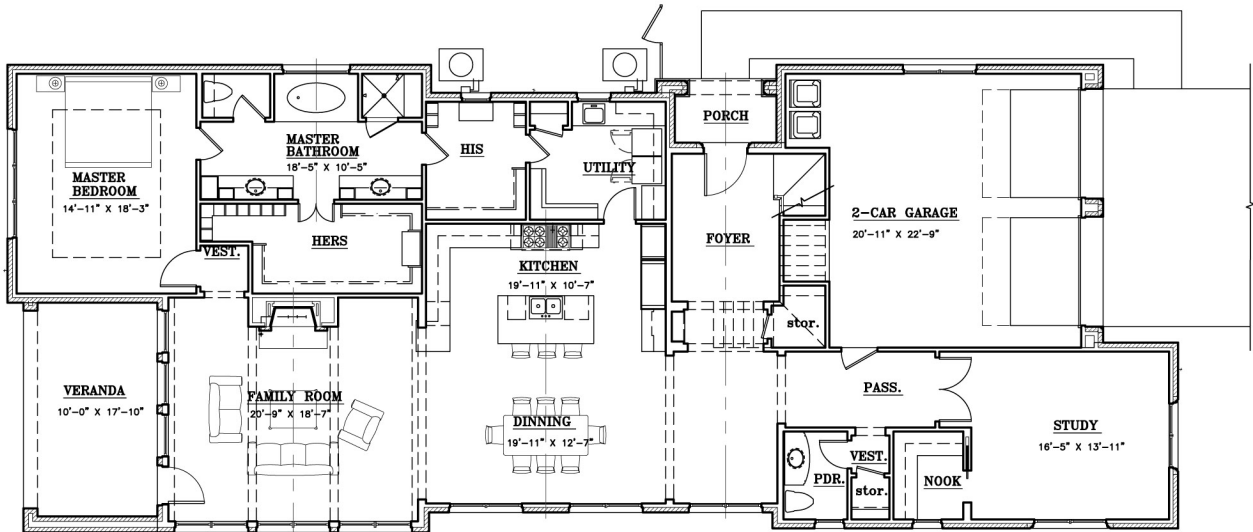 PORCH
MASTER
BATHROOM
18'-5" X 10'-5"
HIS
UTILITY
MASTER
BEDROOM
14'-11" X 18'-3"
2-CAR GARAGE
20'-11" X 22'-9"
HERS
VEST.
FOYER
KITCHEN
19'-11" X 10'-7"
stor.
VERANDA
10'-0" X 17'-10"
FAMILY ROOM
20'-9" X 18'-7"
PASS.
DINNING
19'-11" X 12'-7"
STUDY
16'-5" X 13'-11"
VEST.
PDR.
stor.
NOOK